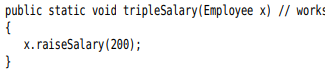 public static void tripleSalary(Employee x) // works
{
x.raiseSalary(200);
}